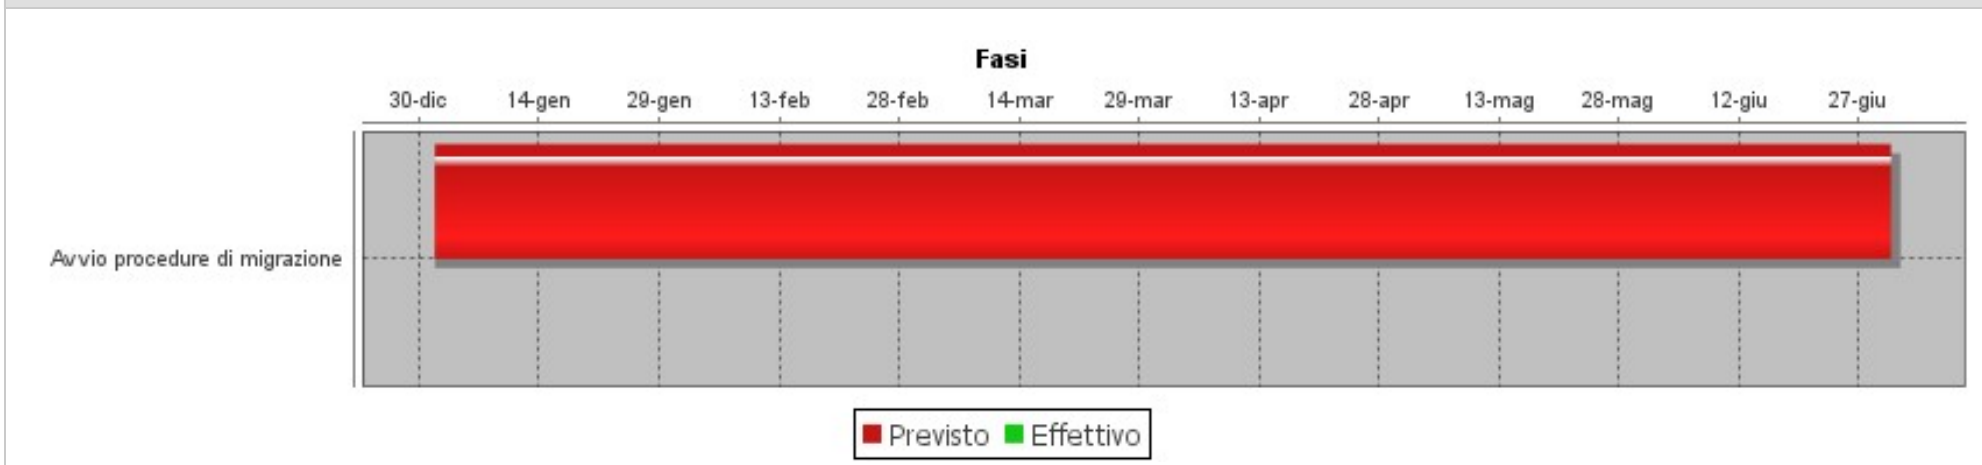 Fasi
30-dic 14-gen 29-gen 13-feb 28-feb 14-mar 29-mar 13-apr 28-apr 13-mag 28-mag 12-giu 27-giu
Avvio procedure di migrazione
Previsto Effettivo